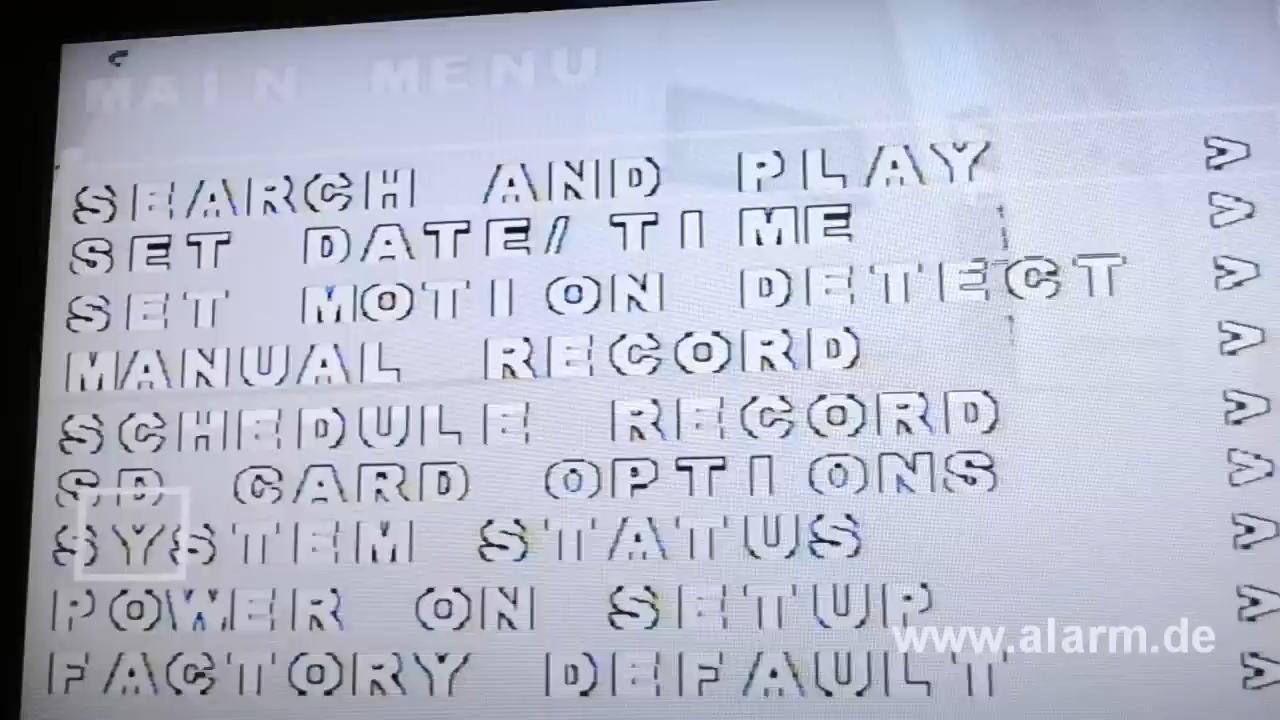 MAIN MENU
SEARCH AND PLAY >
SET DATE/TIME >
SET MOTION DETECT >
MANUAL RECORD >
SCHEDULE RECORD >
SD CARD OPTIONS >
SYSTEM STATUS >
POWER ON SETUP >
FACTORY DEFAULT >
www.alarm.de